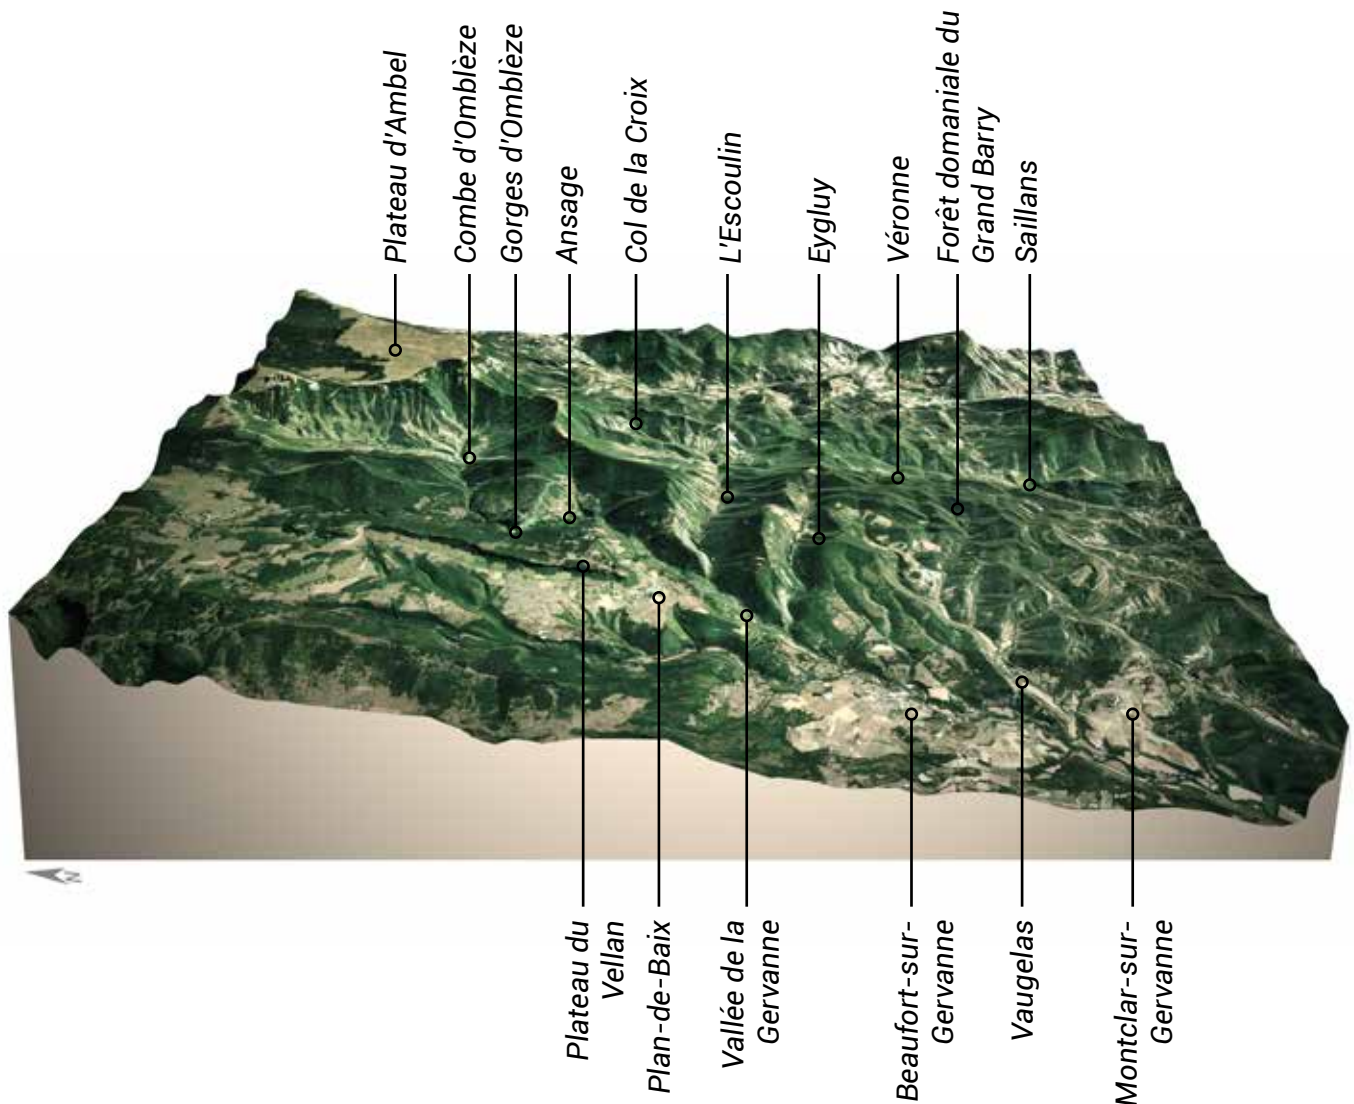 Plateau d'Ambel
Combe d'Omblèze
Gorges d'Omblèze
Ansage
Col de la Croix
L'Escoulin
Eygluy
Véronne
Forêt domaniale du
Grand Barry
Saillans
N
Plateau du
Vellan
Plan-de-Baix
Vallée de la
Gervanne
Beaufort-sur-
Gervanne
Vaugelas
Montclar-sur-
Gervanne